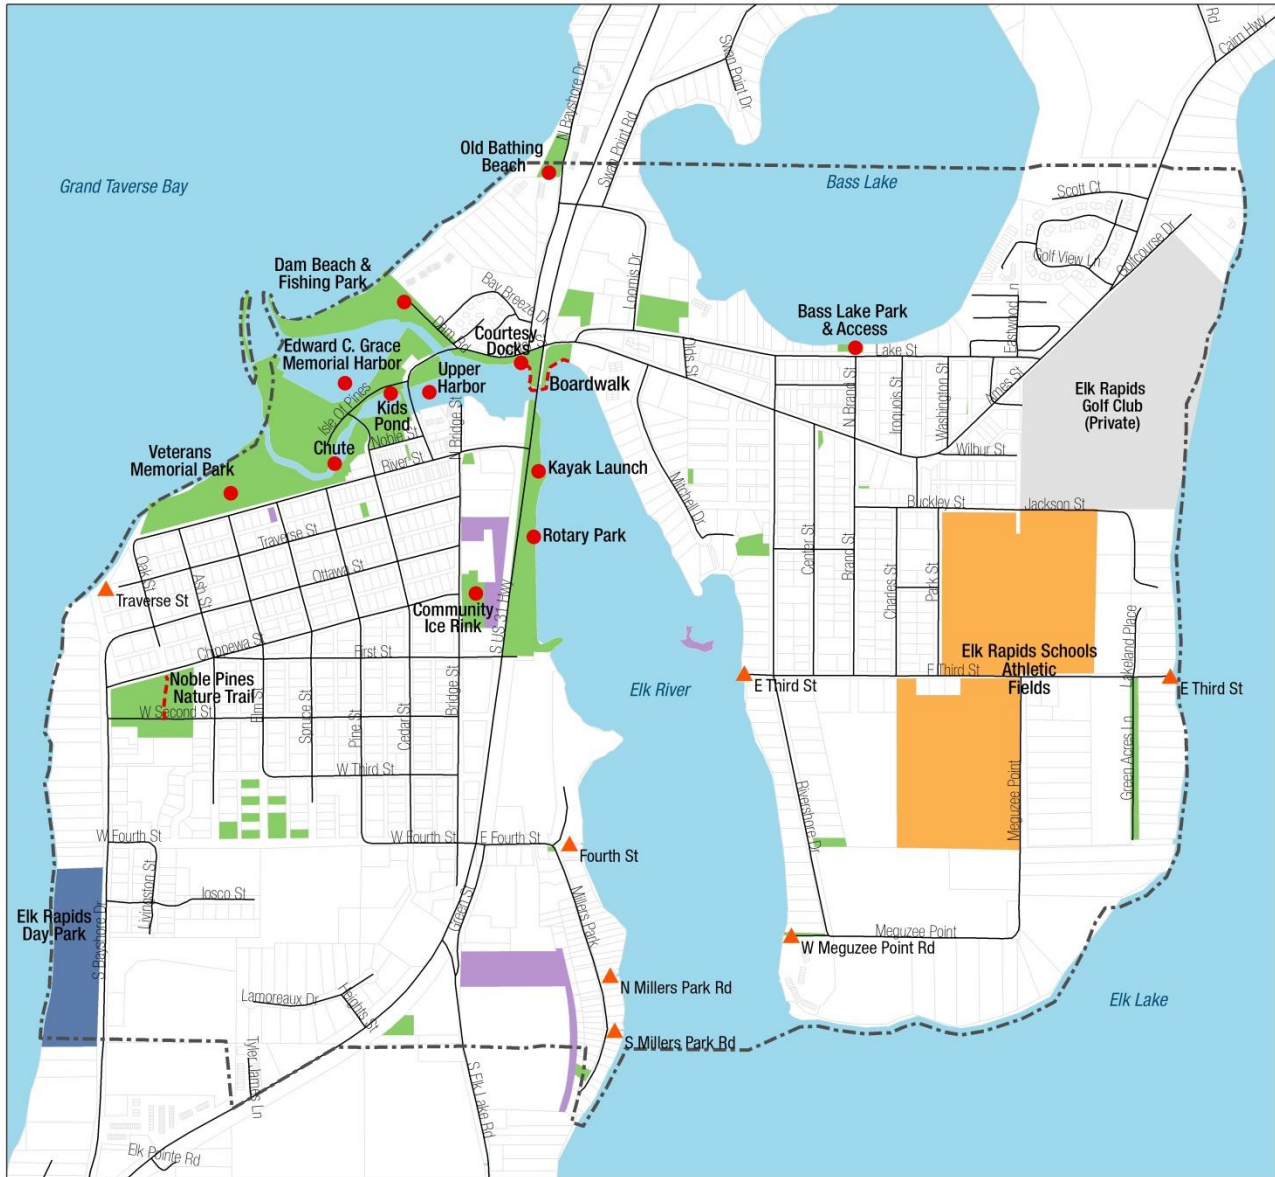 Rd
Cairn Hwy
Swan Point Dr
N Bayshore Dr
Swan Point Rd
Old Bathing
Beach
Grand Taverse Bay
Bass Lake
Scott Ct
Golf View Ln
Golfcourse Dr
Dam Beach &
Fishing Park
Bay Breeze Dr
Loomis Dr
Dam Rd
Courtesy
Docks
Bass Lake Park
& Access
Lake St
Eastwood Ln
Edward C. Grace
Memorial Harbor
Upper
Harbor
Boardwalk
Olds St
N Brand St
Iroquois St
Washington St
Ames St
Elk Rapids
Golf Club
(Private)
Isle Of Pines
Kids
Pond
Noble St
N Bridge St
Chute
River St
Wilbur St
Veterans
Memorial Park
Kayak Launch
Mitchell Dr
Buckley St
Jackson St
Traverse St
Rotary Park
Center St
Brand St
Oak St
Ash St
Ottawa St
Charles St
Park St
Traverse St
Community
Ice Rink
S US 31 Hwy
Chippewa St
First St
Lakeland Place
Elk Rapids Schools
Athletic
Fields
Noble Pines
Nature Trail
Elk River
E Third St
E Third St
E Third St
W Second St
Elm St
Spruce St
Pine St
Cedar St
Bridge St
Green Acres Ln
W Third St
Meguzee Point
Rivershore Dr
W Fourth St
W Fourth St
E Fourth St
Fourth St
Livingston St
Iosco St
Elk Rapids
Day Park
S Bayshore Dr
Green St
Millers Park
Meguzee Point
W Meguzee Point Rd
Lamoreaux Dr
Heights St
N Millers Park Rd
Elk Lake
S Millers Park Rd
Tyler James Ln
S Elk Lake Rd
Elk Pointe Rd